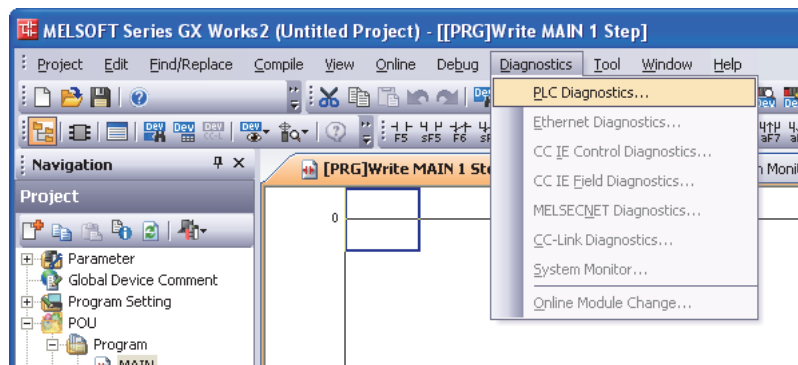 MELSOFT Series GX Works2 (Untitled Project) - [[PRG]Write MAIN 1 Step]
Project Edit Find/Replace Compile View Online Debug Diagnostics Tool Window Help
PLC Diagnostics...
Ethernet Diagnostics...
CC IE Control Diagnostics...
CC IE Field Diagnostics...
MELSECNET Diagnostics...
CC-Link Diagnostics...
System Monitor...
Online Module Change...
F5 sF5 F6
aF7
Navigation
[PRG]Write MAIN 1
Project
0
Parameter
Global Device Comment
Program Setting
POU
Program
MAIN